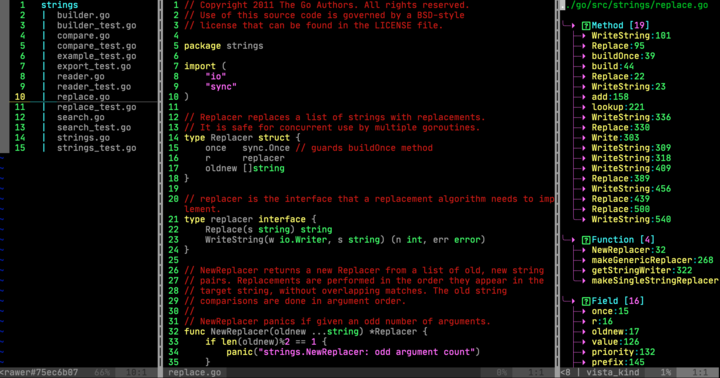 1 strings
2 | builder.go
3 | builder_test.go
4 | compare.go
5 | compare_test.go
6 | example_test.go
7 | export_test.go
8 | reader.go
9 | reader_test.go
10 | replace.go
11 | replace_test.go
12 | search.go
13 | search_test.go
14 | strings.go
15 | strings_test.go
<rawer#75ec6b07 66% 10:1
1 // Copyright 2011 The Go Authors. All rights reserved.
2 // Use of this source code is governed by a BSD-style
3 // license that can be found in the LICENSE file.
4
5 package strings
6
7 import (
8 "io"
9 "sync"
10 )
11
12 // Replacer replaces a list of strings with replacements.
13 // It is safe for concurrent use by multiple goroutines.
14 type Replacer struct {
15 once sync.Once // guards buildOnce method
16 r replacer
17 oldnew []string
18 }
19
20 // replacer is the interface that a replacement algorithm needs to imp
lement.
21 type replacer interface {
22 Replace(s string) string
23 WriteString(w io.Writer, s string) (n int, err error)
24 }
25
26 // NewReplacer returns a new Replacer from a list of old, new string
27 // pairs. Replacements are performed in the order they appear in the
28 // target string, without overlapping matches. The old string
29 // comparisons are done in argument order.
30 //
31 // NewReplacer panics if given an odd number of arguments.
32 func NewReplacer(oldnew ...string) *Replacer {
33 if len(oldnew)%2 == 1 {
34 panic("strings.NewReplacer: odd argument count")
35 }
replace.go 0% 1:1
./go/src/strings/replace.go
Method [19]
WriteString:101
Replace:95
buildOnce:39
build:44
Replace:22
WriteString:23
add:158
lookup:221
WriteString:336
Replace:330
Write:303
WriteString:309
WriteString:318
WriteString:409
Replace:389
WriteString:456
Replace:439
Replace:500
WriteString:540
Function [4]
NewReplacer:32
makeGenericReplacer:268
getStringWriter:322
makeSingleStringReplacer
Field [16]
once:15
r:16
oldnew:17
value:126
priority:132
prefix:145
<8 | vista_kind 1% 1:1